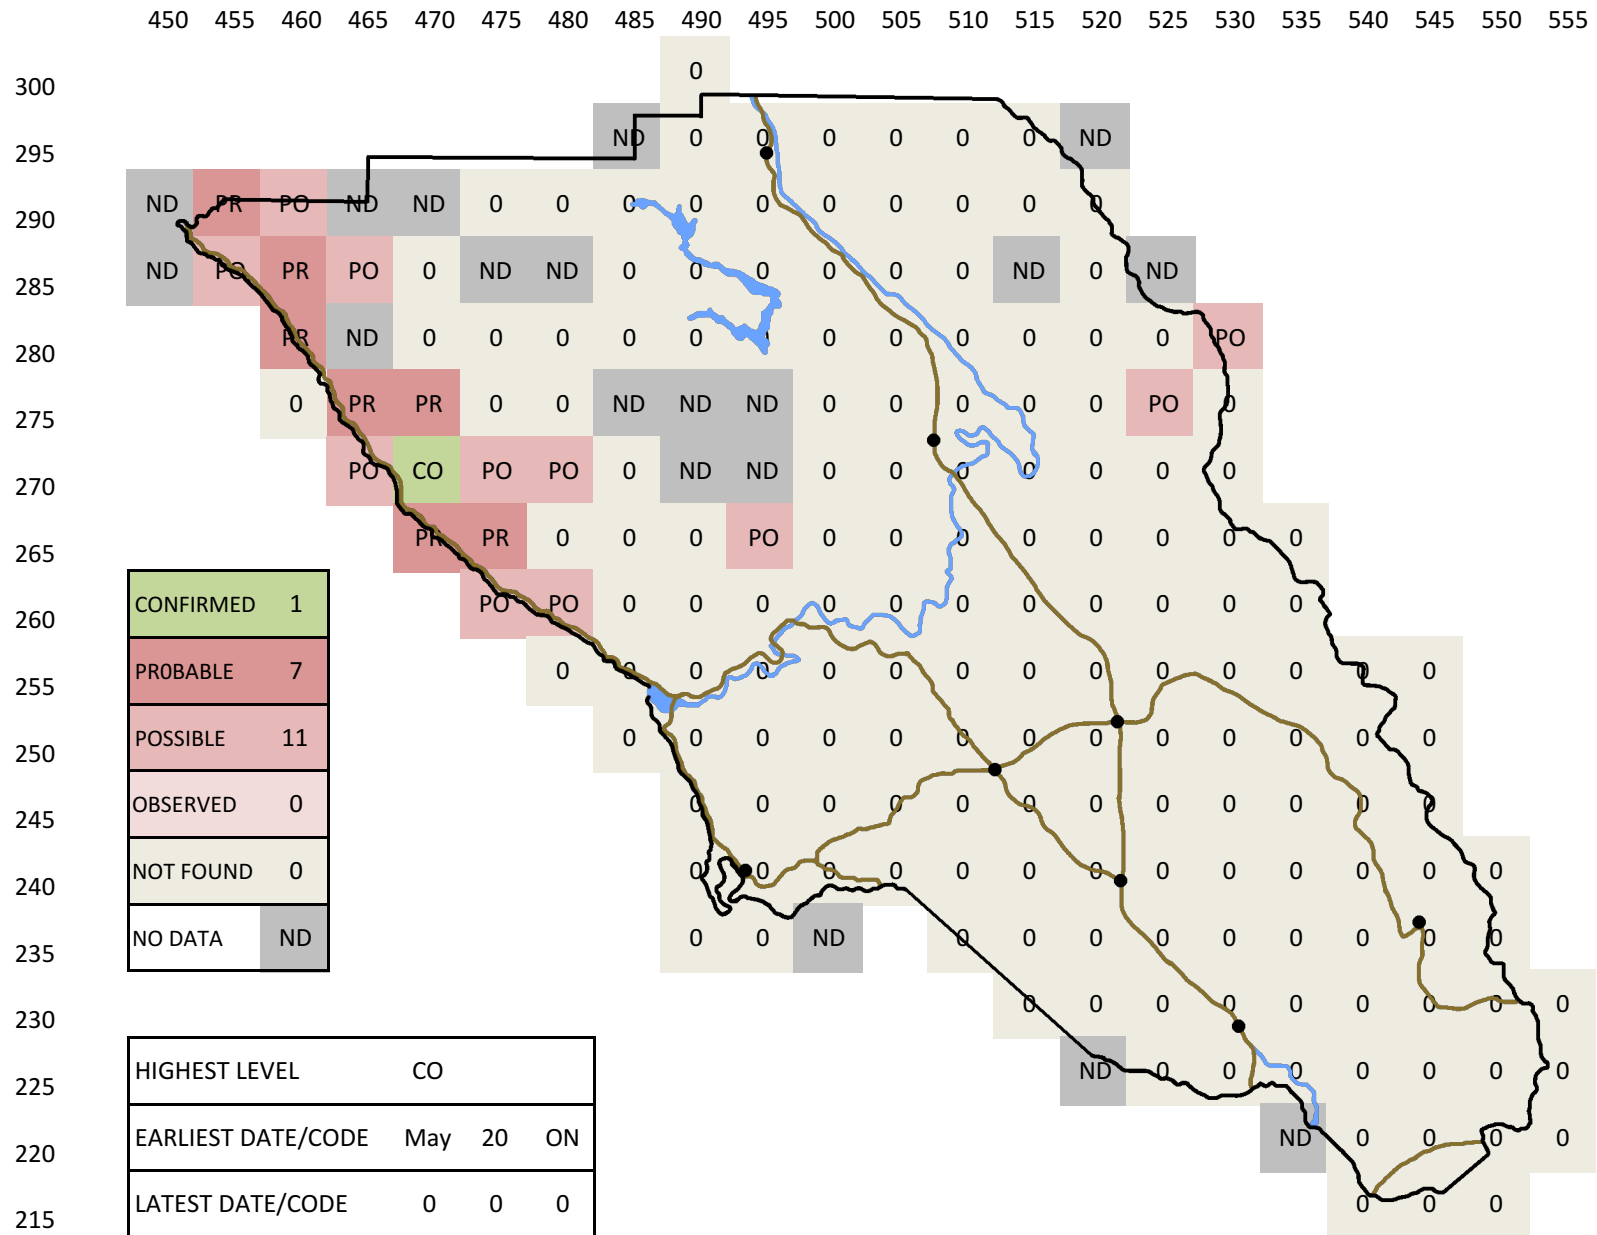 450 455 460 465 470 475 480 485 490 495 500 505 510 515 520 525 530 535 540 545 550 555
0
300
ND 0 0 0 0 0 0 ND
295
ND PR PO ND ND 0 0 0 0 0 0 0 0 0 0
290
ND PO PR PO 0 ND ND 0 0 0 0 0 0 ND 0 ND
285
PR ND 0 0 0 0 0 0 0 0 0 0 0 0 PO
280
0 PR PR 0 0 ND ND ND 0 0 0 0 0 PO 0
275
PO CO PO PO 0 ND ND 0 0 0 0 0 0 0
270
PR PR 0 0 0 PO 0 0 0 0 0 0 0 0
265
PO PO 0 0 0 0 0 0 0 0 0 0 0
CONFIRMED 1
260
0 0 0 0 0 0 0 0 0 0 0 0 0 0
PR0BABLE 7
255
0 0 0 0 0 0 0 0 0 0 0 0 0
POSSIBLE 11
250
0 0 0 0 0 0 0 0 0 0 0 0
OBSERVED 0
245
0 0 0 0 0 0 0 0 0 0 0 0 0
NOT FOUND 0
240
0 0 ND 0 0 0 0 0 0 0 0 0
NO DATA ND
235
0 0 0 0 0 0 0 0 0
230
ND 0 0 0 0 0 0 0
HIGHEST LEVEL CO
225
ND 0 0 0 0
EARLIEST DATE/CODE May 20 ON
220
0 0 0
LATEST DATE/CODE 0 0 0
215